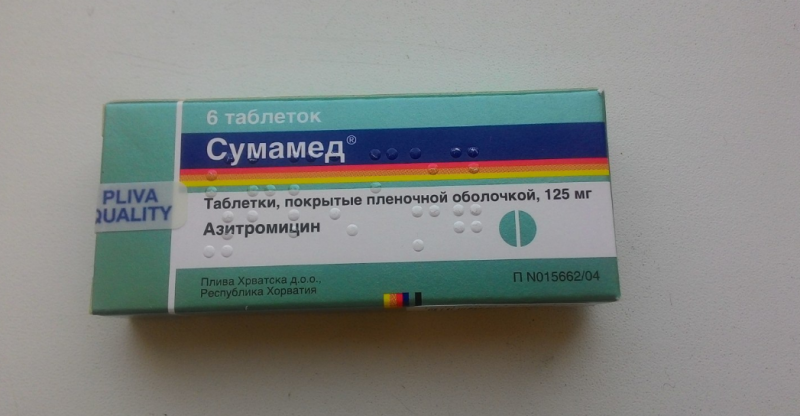 6 таблеток
Сумамед®
PLIVA
QUALITY
Таблетки, покрытые пленочной оболочкой, 125 мг
Азитромицин
Плива Хрватска д.о.о.,
Республика Хорватия
П N015662/04